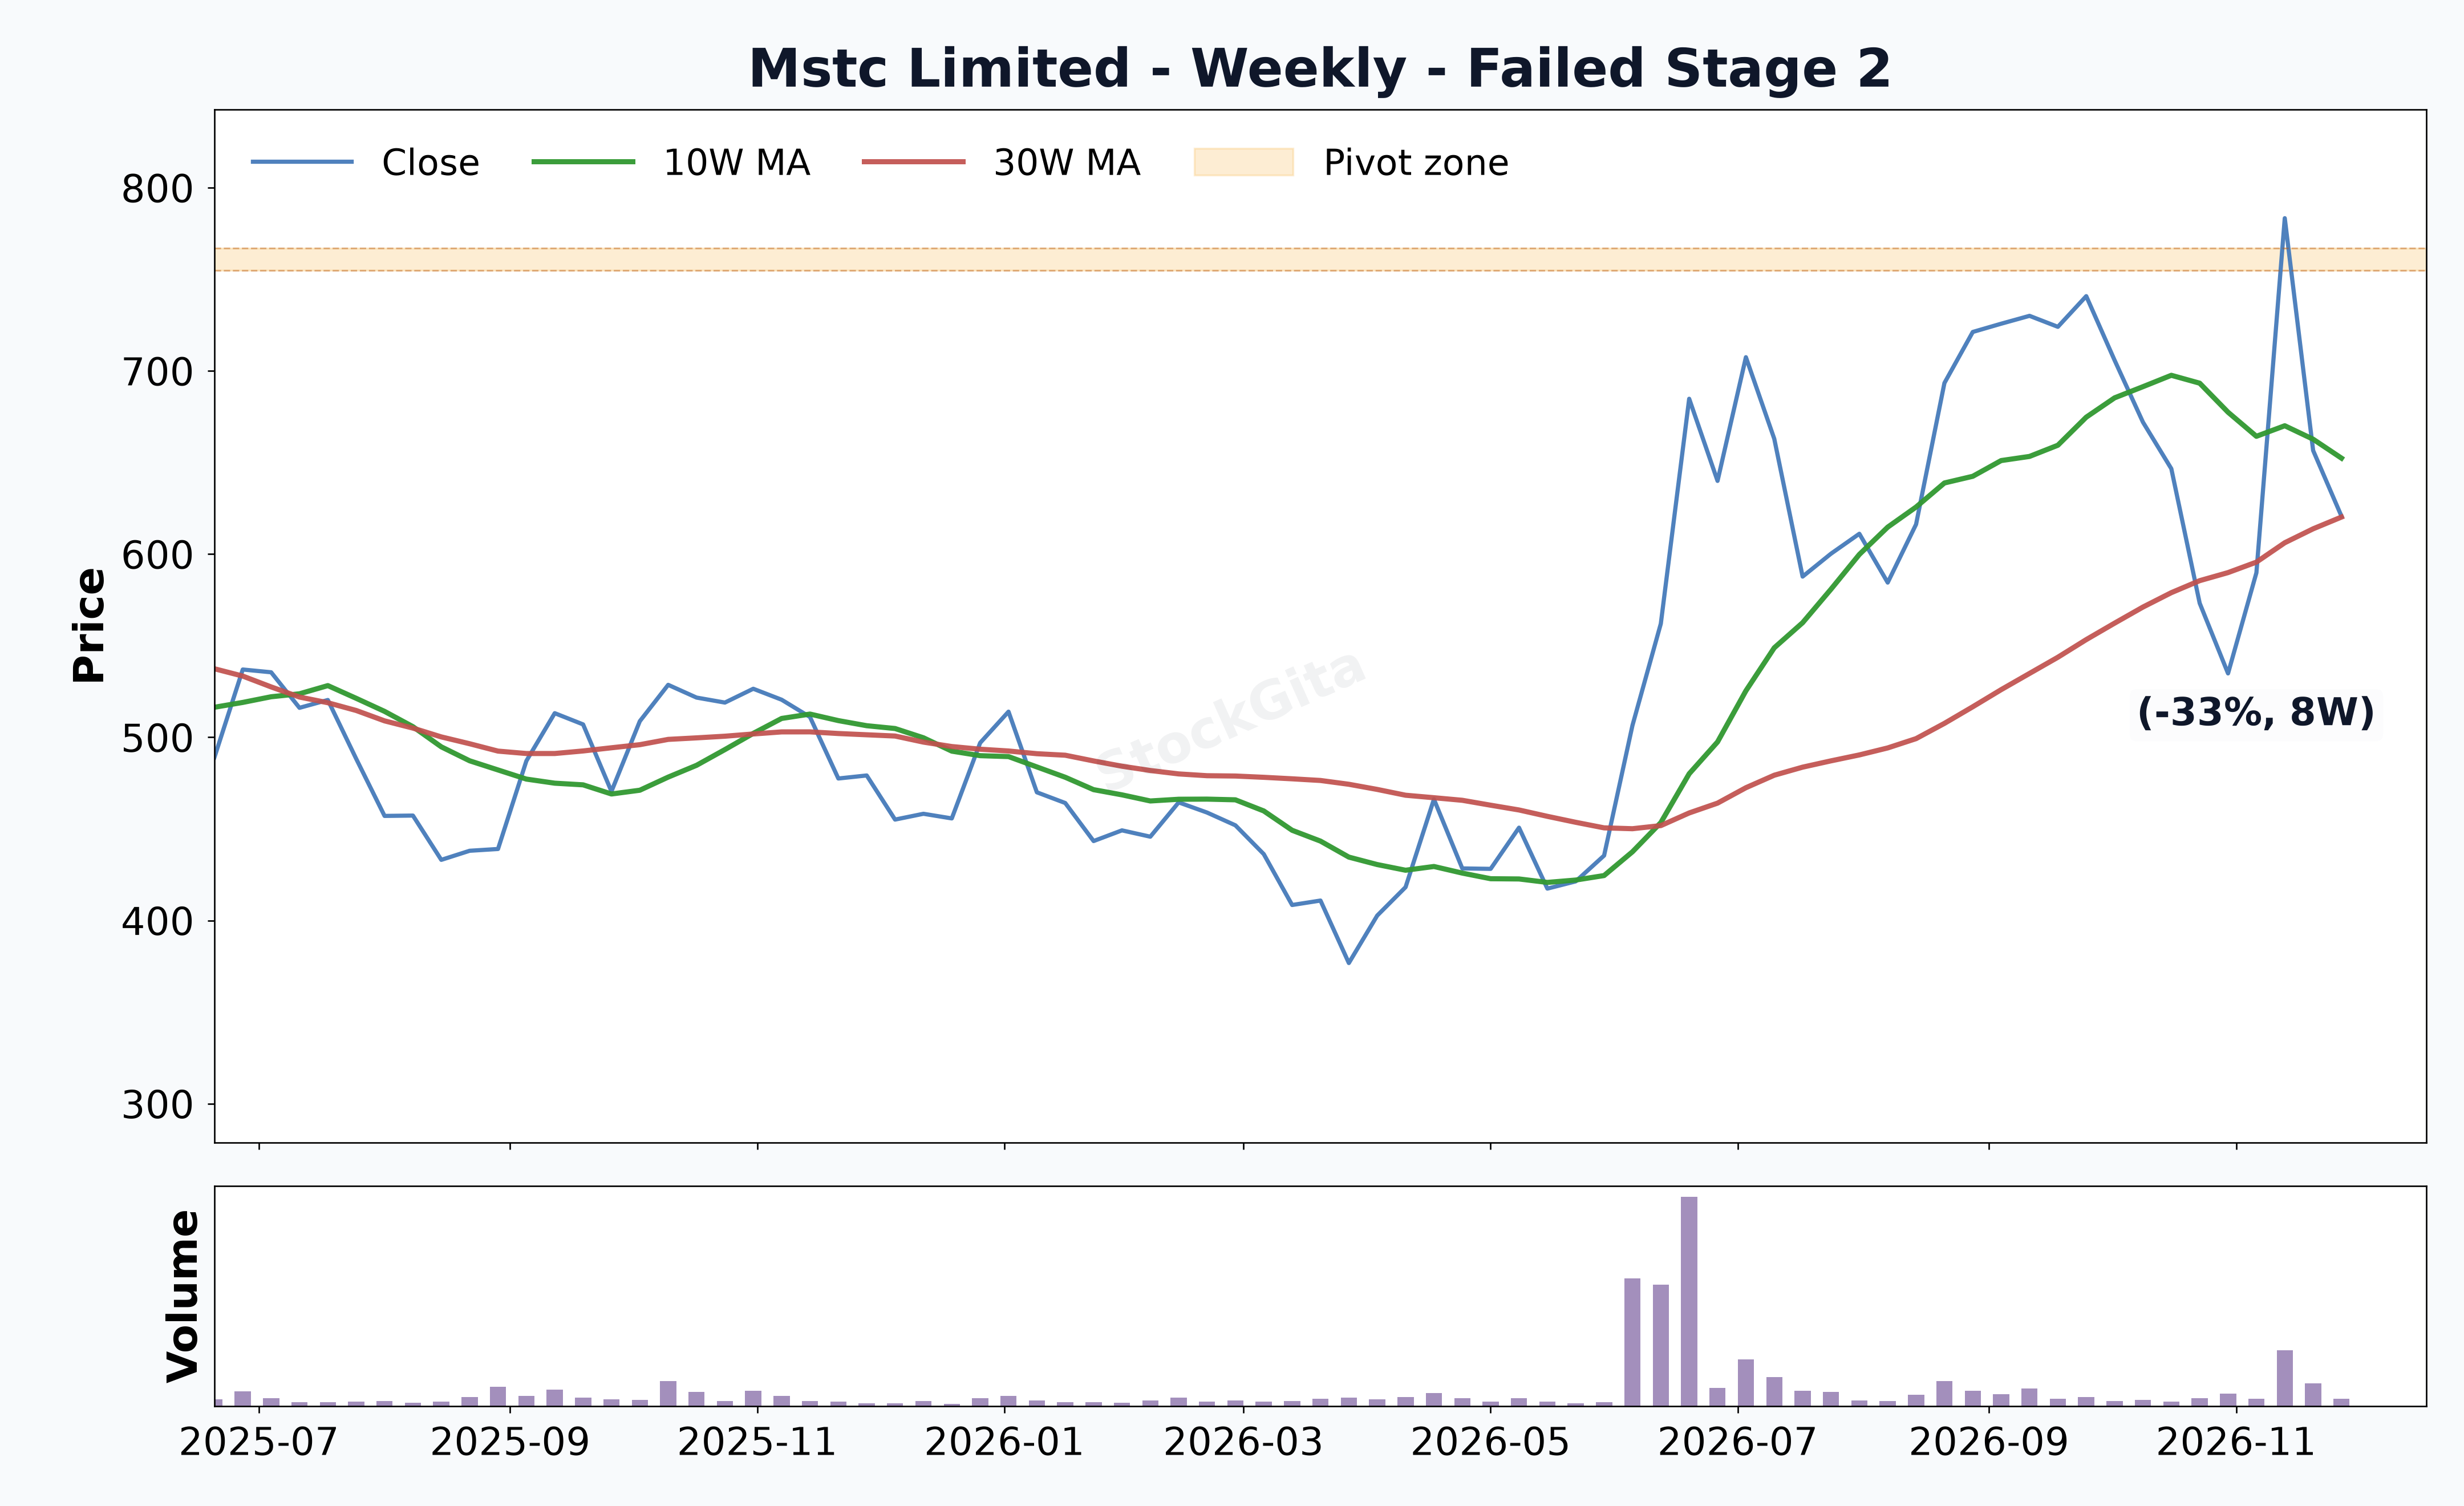 Mstc Limited - Weekly - Failed Stage 2
Close
10W MA
30W MA
Pivot zone
Price
800
700
600
500
400
300
StockGita
(-33%, 8W)
Volume
2025-07
2025-09
2025-11
2026-01
2026-03
2026-05
2026-07
2026-09
2026-11